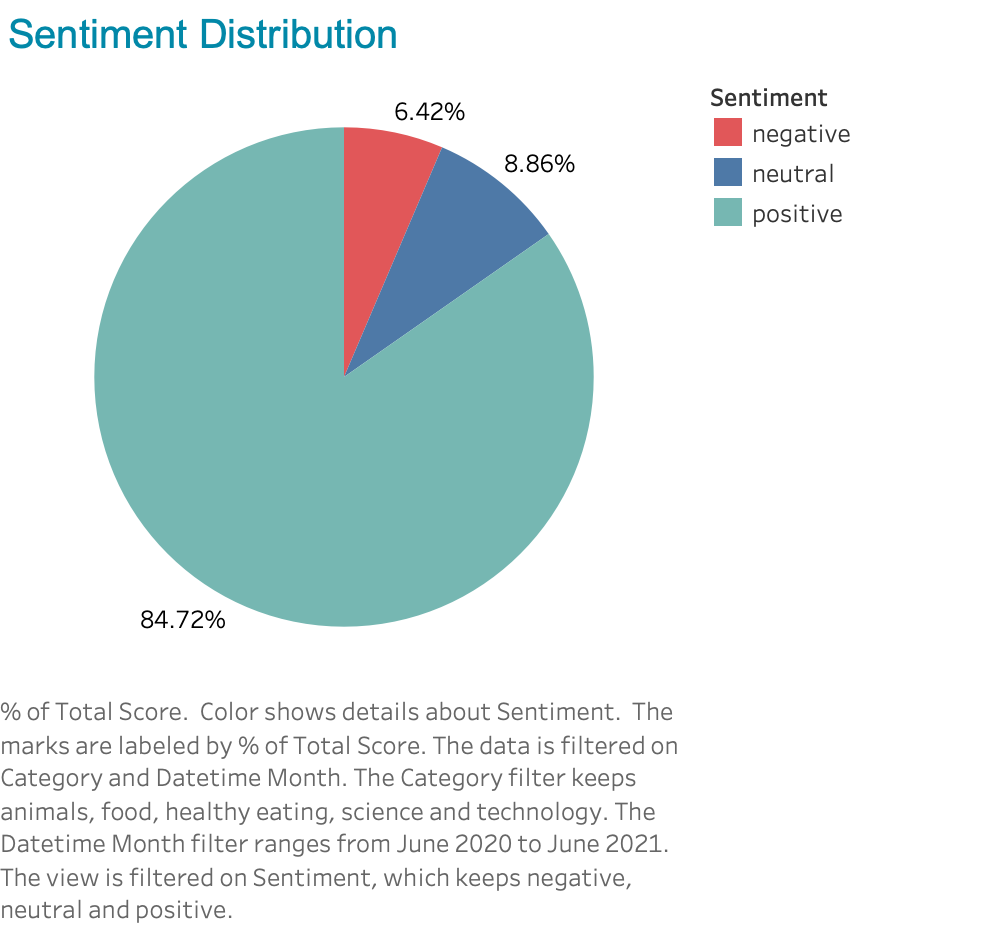 Sentiment Distribution
6.42%
8.86%
84.72%
Sentiment
negative
neutral
positive
% of Total Score.  Color shows details about Sentiment.  The
marks are labeled by % of Total Score. The data is filtered on
Category and Datetime Month. The Category filter keeps
animals, food, healthy eating, science and technology. The
Datetime Month filter ranges from June 2020 to June 2021.
The view is filtered on Sentiment, which keeps negative,
neutral and positive.